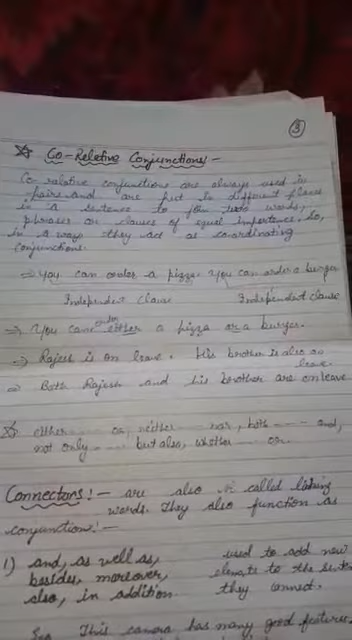 3
☆ Co-Relative Conjunctions -
Co relative conjunctions are always used in
pairs and are put in different place
in a sentence to join two words,
phrases or clauses of equal importance. So,
in a way they act as co-ordinating
conjunctions.
⇒ You can order a pizza. You can order a burger
Independent Clause Independent Clause
⇒ You can order either a pizza or a burger.
⇒ Rajesh is on leave. His brother is also on
leave.
⇒ Both Rajesh and his brother are on leave
☆ either --- or, neither --- nor, both --- and,
not only --- but also, whether --- or.
Connectors:- are also called linking
words. They also function as
conjunction:-
1) and, as well as, used to add new
besides, moreover, to the
also, in addition. they connect.
This camera has many good features